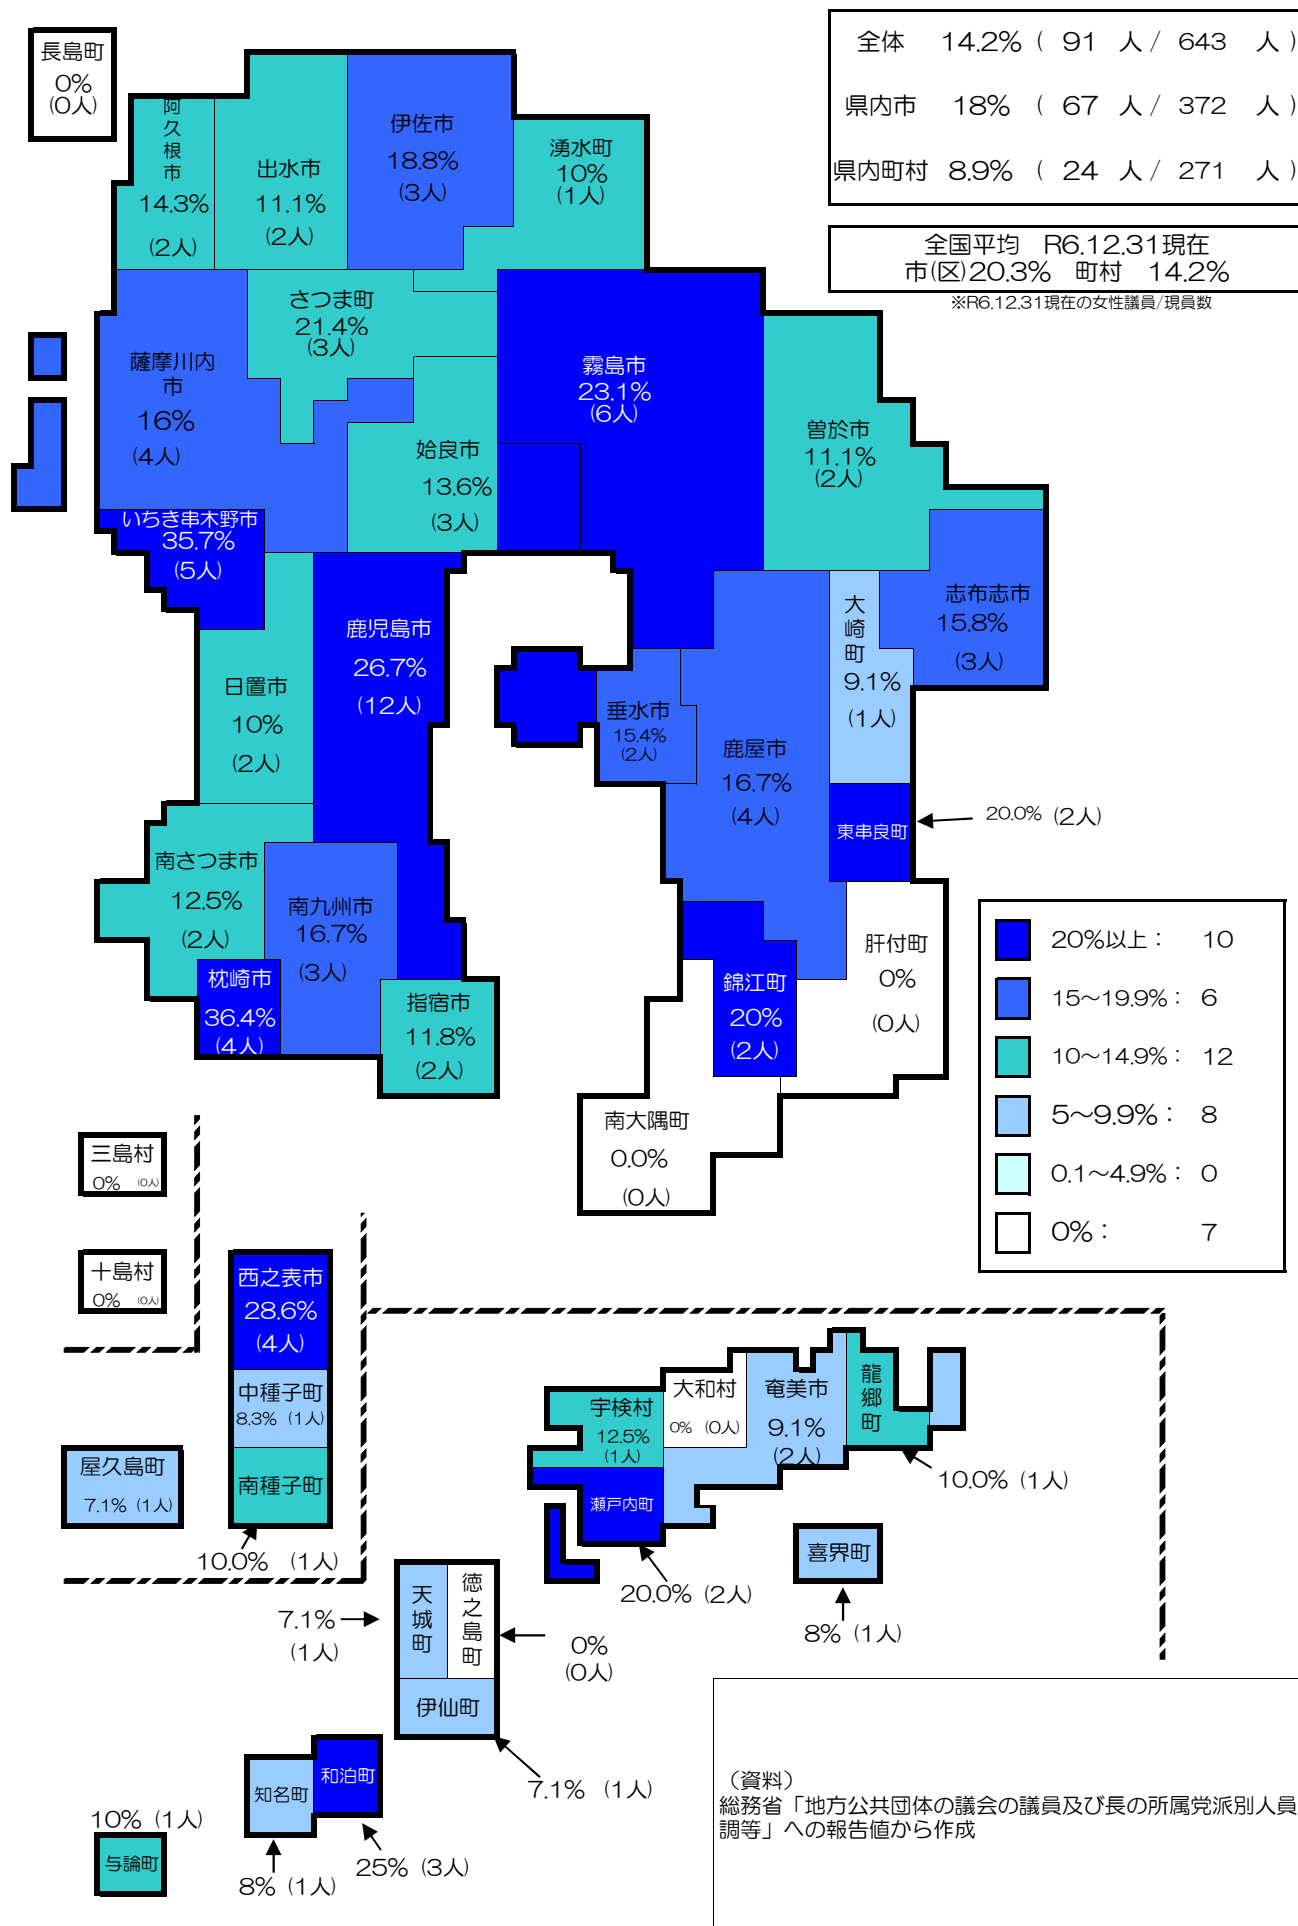 長島町
0%
(0人)
全体 14.2% ( 91 人 / 643 人 )
県内市 18% ( 67 人 / 372 人 )
県内町村 8.9% ( 24 人 / 271 人 )
全国平均 R6.12.31現在
市(区)20.3% 町村 14.2%
※R6.12.31現在の女性議員/現員数
阿久根市
14.3%
(2人)
出水市
11.1%
(2人)
伊佐市
18.8%
(3人)
湧水町
10%
(1人)
さつま町
21.4%
(3人)
薩摩川内
市
16%
(4人)
霧島市
23.1%
(6人)
姶良市
13.6%
(3人)
曽於市
11.1%
(2人)
いちき串木野市
35.7%
(5人)
志布志市
15.8%
(3人)
大崎町
9.1%
(1人)
鹿児島市
26.7%
(12人)
日置市
10%
(2人)
垂水市
15.4%
(2人)
鹿屋市
16.7%
(4人)
東串良町
20.0% (2人)
南さつま市
12.5%
(2人)
南九州市
16.7%
(3人)
枕崎市
36.4%
(4人)
指宿市
11.8%
(2人)
錦江町
20%
(2人)
肝付町
0%
(0人)
南大隅町
0.0%
(0人)
20%以上： 10
15～19.9%： 6
10～14.9%： 12
5～9.9%： 8
0.1～4.9%： 0
0%： 7
三島村
0% (0人)
十島村
0% (0人)
西之表市
28.6%
(4人)
中種子町
8.3% (1人)
南種子町
10.0% (1人)
屋久島町
7.1% (1人)
宇検村
12.5%
(1人)
大和村
0% (0人)
奄美市
9.1%
(2人)
龍郷町
10.0% (1人)
瀬戸内町
20.0% (2人)
喜界町
8% (1人)
天城町
7.1%
(1人)
徳之島町
0%
(0人)
伊仙町
7.1% (1人)
知名町
8% (1人)
和泊町
25% (3人)
10% (1人)
与論町
（資料）
総務省「地方公共団体の議会の議員及び長の所属党派別人員
調等」への報告値から作成